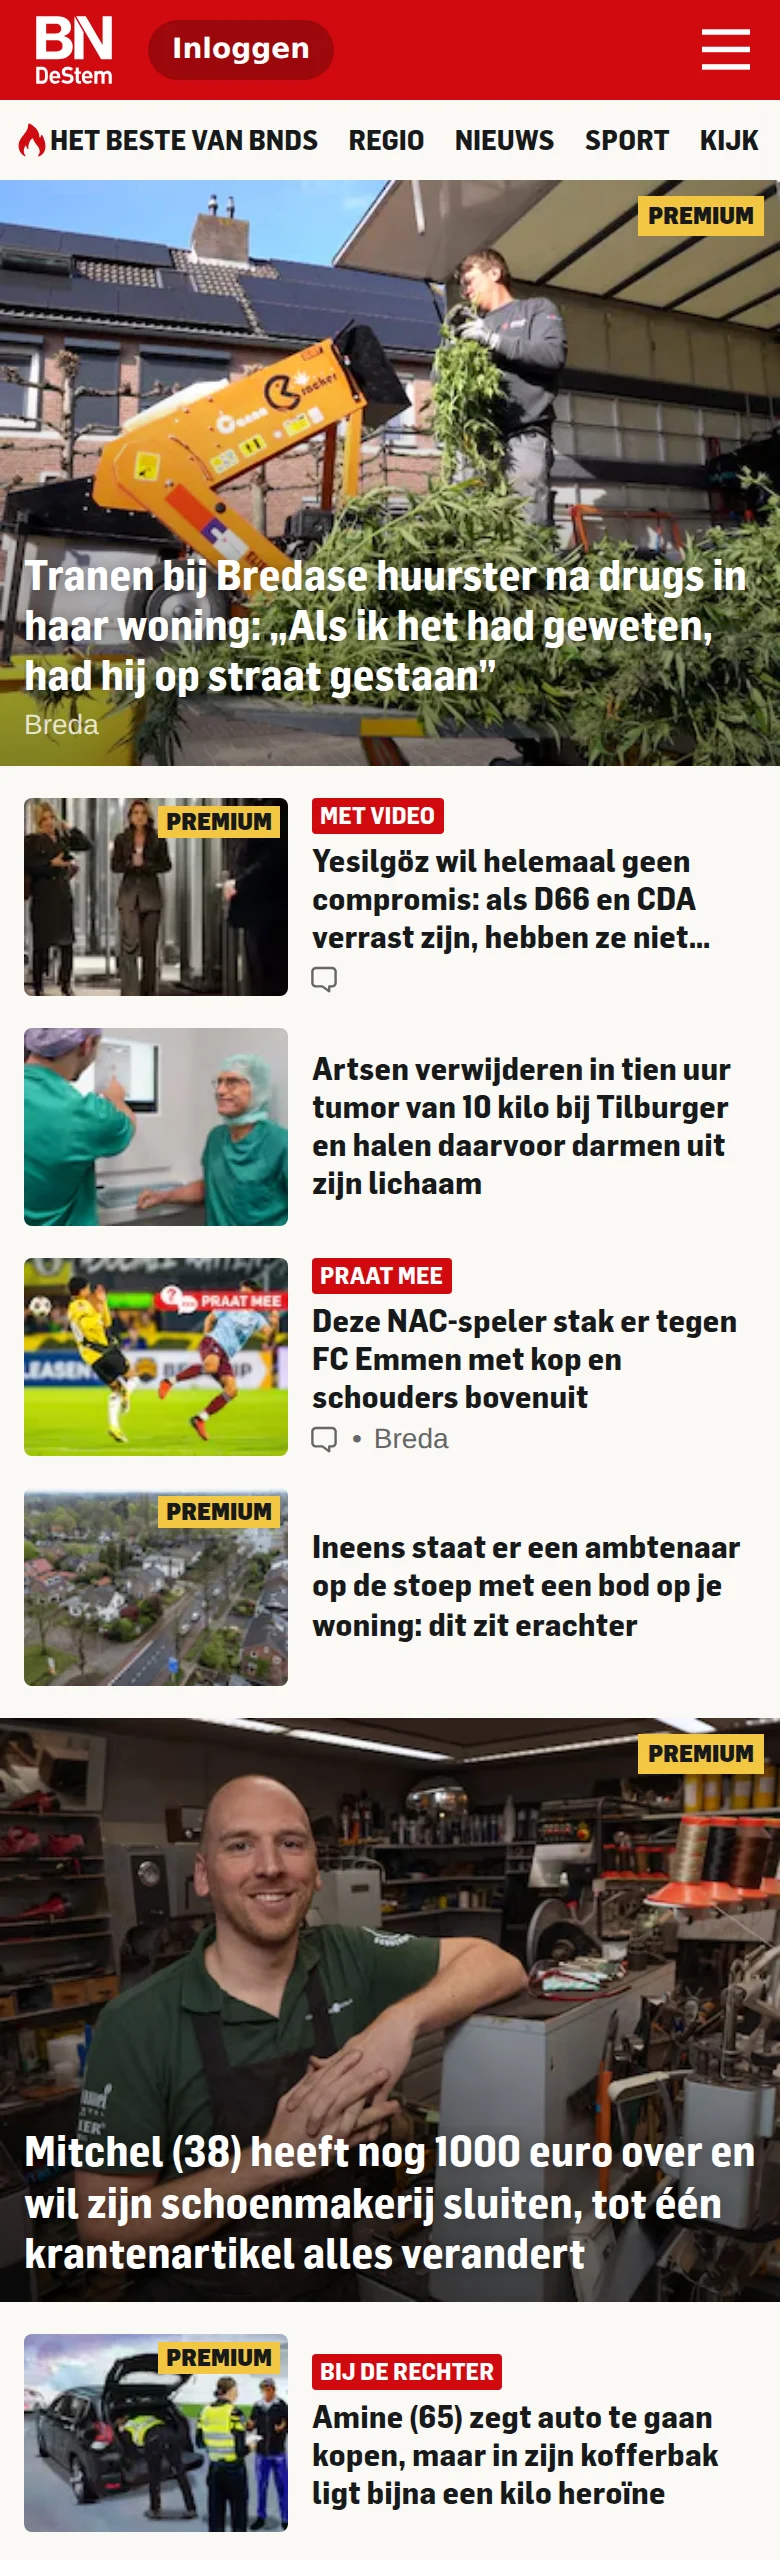 BN
DeStem
Inloggen
HET BESTE VAN BNDS REGIO NIEUWS SPORT KIJK
PREMIUM
Tranen bij Bredase huurster na drugs in
haar woning: „Als ik het had geweten,
had hij op straat gestaan”
Breda
PREMIUM
MET VIDEO
Yesilgöz wil helemaal geen
compromis: als D66 en CDA
verrast zijn, hebben ze niet...
Artsen verwijderen in tien uur
tumor van 10 kilo bij Tilburger
en halen daarvoor darmen uit
zijn lichaam
PRAAT MEE
LEASEN
PRAAT MEE
Deze NAC-speler stak er tegen
FC Emmen met kop en
schouders bovenuit
• Breda
PREMIUM
Ineens staat er een ambtenaar
op de stoep met een bod op je
woning: dit zit erachter
PREMIUM
Mitchel (38) heeft nog 1000 euro over en
wil zijn schoenmakerij sluiten, tot één
krantenartikel alles verandert
PREMIUM
BIJ DE RECHTER
Amine (65) zegt auto te gaan
kopen, maar in zijn kofferbak
ligt bijna een kilo heroïne